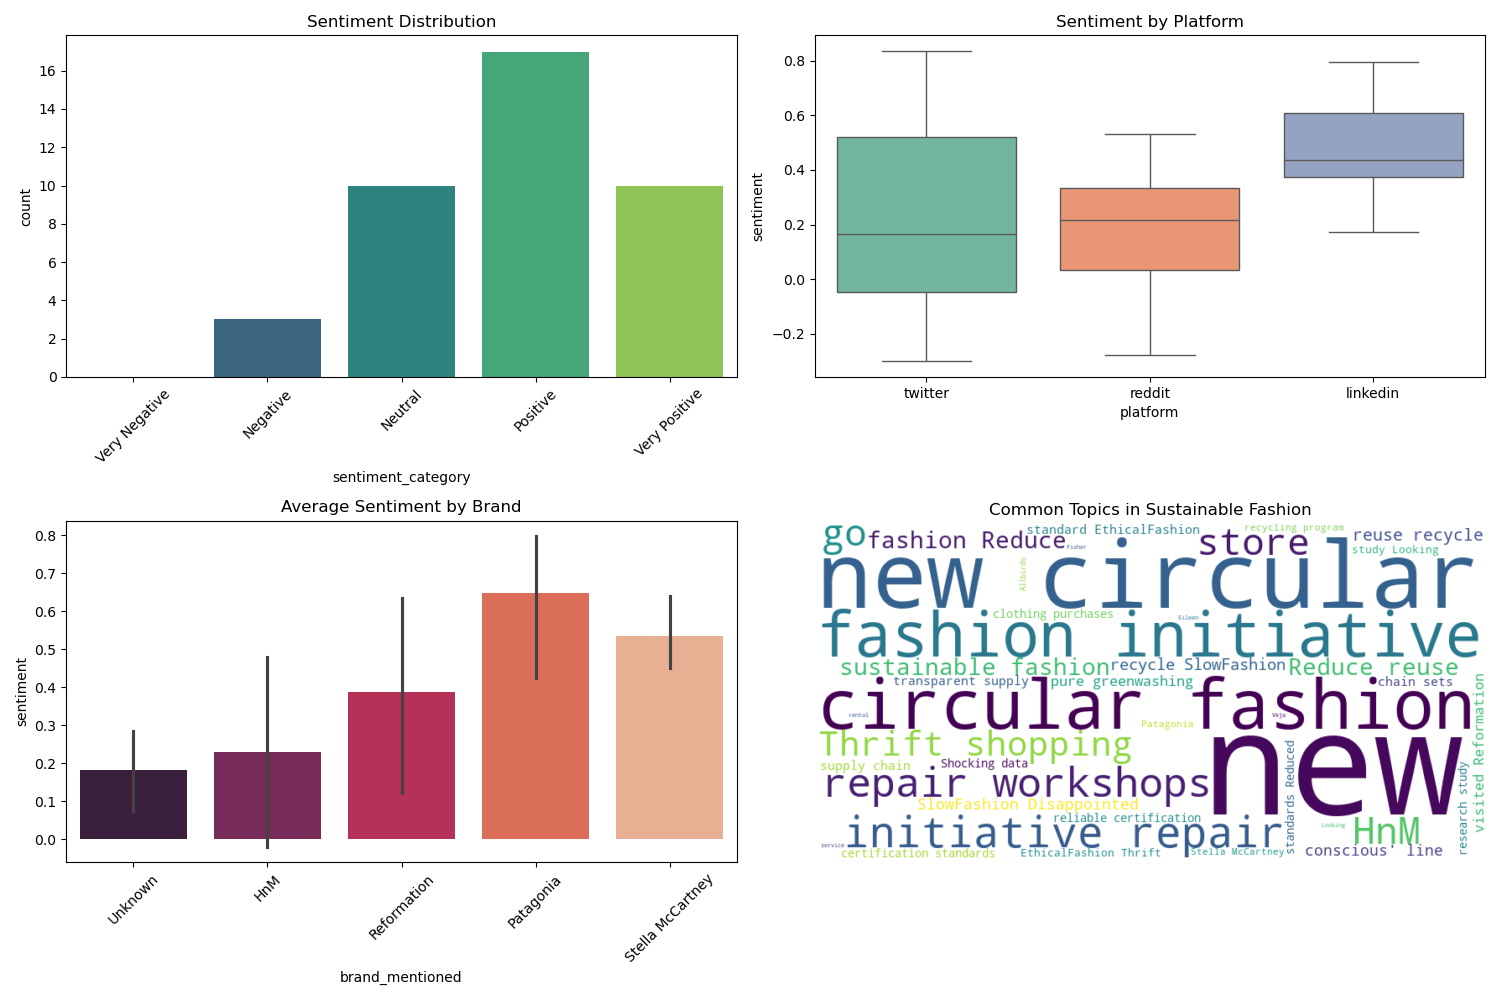 Sentiment Distribution
count
16
14
12
10
8
6
4
2
0
Very Negative
Negative
Neutral
Positive
Very Positive
sentiment_category
Sentiment by Platform
sentiment
0.8
0.6
0.4
0.2
0.0
−0.2
twitter
reddit
linkedin
platform
Average Sentiment by Brand
sentiment
0.8
0.7
0.6
0.5
0.4
0.3
0.2
0.1
0.0
Unknown
HnM
Reformation
Patagonia
Stella McCartney
brand_mentioned
Common Topics in Sustainable Fashion
go
fashion Reduce
standard EthicalFashion
Fisher
store
recycling program
reuse recycle
study Looking
new circular
Allbirds
clothing purchases
Eileen
fashion initiative
sustainable fashion
recycle SlowFashion
Reduce reuse
transparent supply
pure greenwashing
chain sets
circular fashion
rental
Veja
Patagonia
visited Reformation
Thrift shopping
new
supply chain
Shocking data
repair workshops
standards Reduced
research study
SlowFashion Disappointed
reliable certification
initiative repair
Looking
HnM
service
certification standards
EthicalFashion Thrift
Stella McCartney
conscious' line